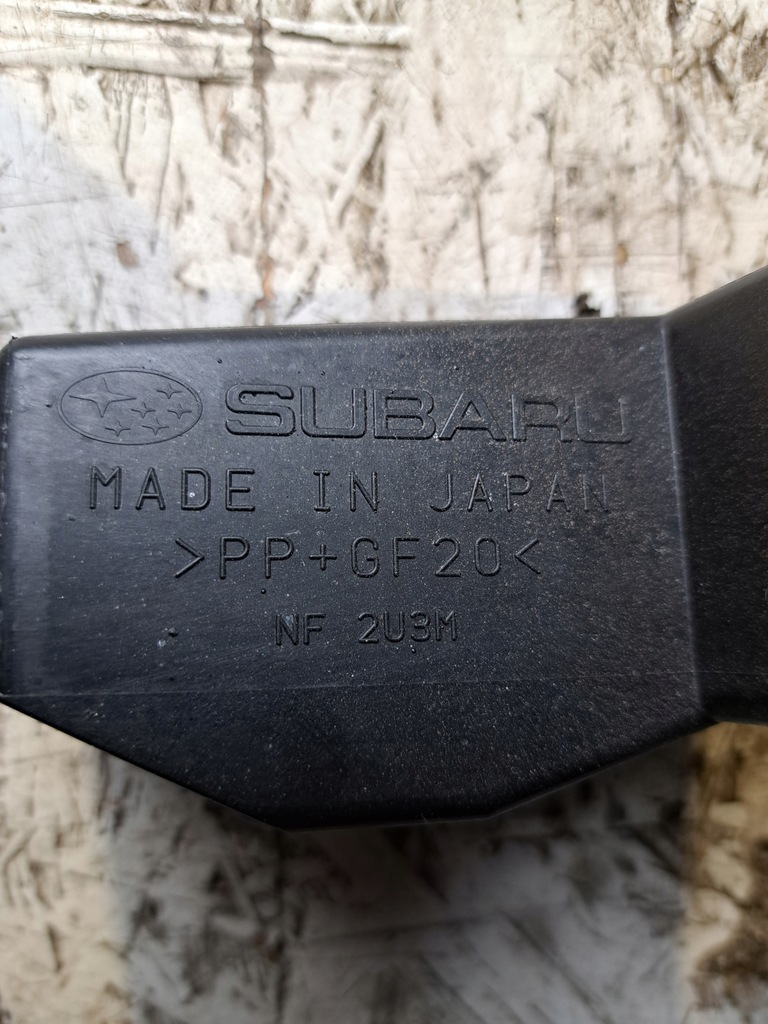 SUBARU
MADE IN JAPAN
>PP+GF20<
NF 2U3M